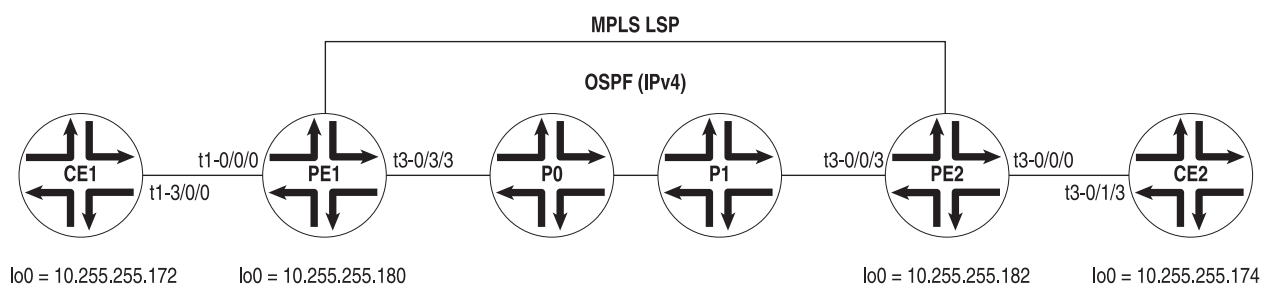 MPLS LSP
OSPF (IPv4)
CE1
t1-3/0/0
t1-0/0/0
PE1
t3-0/3/3
P0
P1
t3-0/0/3
PE2
t3-0/0/0
t3-0/1/3
CE2
lo0 = 10.255.255.172
lo0 = 10.255.255.180
lo0 = 10.255.255.182
lo0 = 10.255.255.174